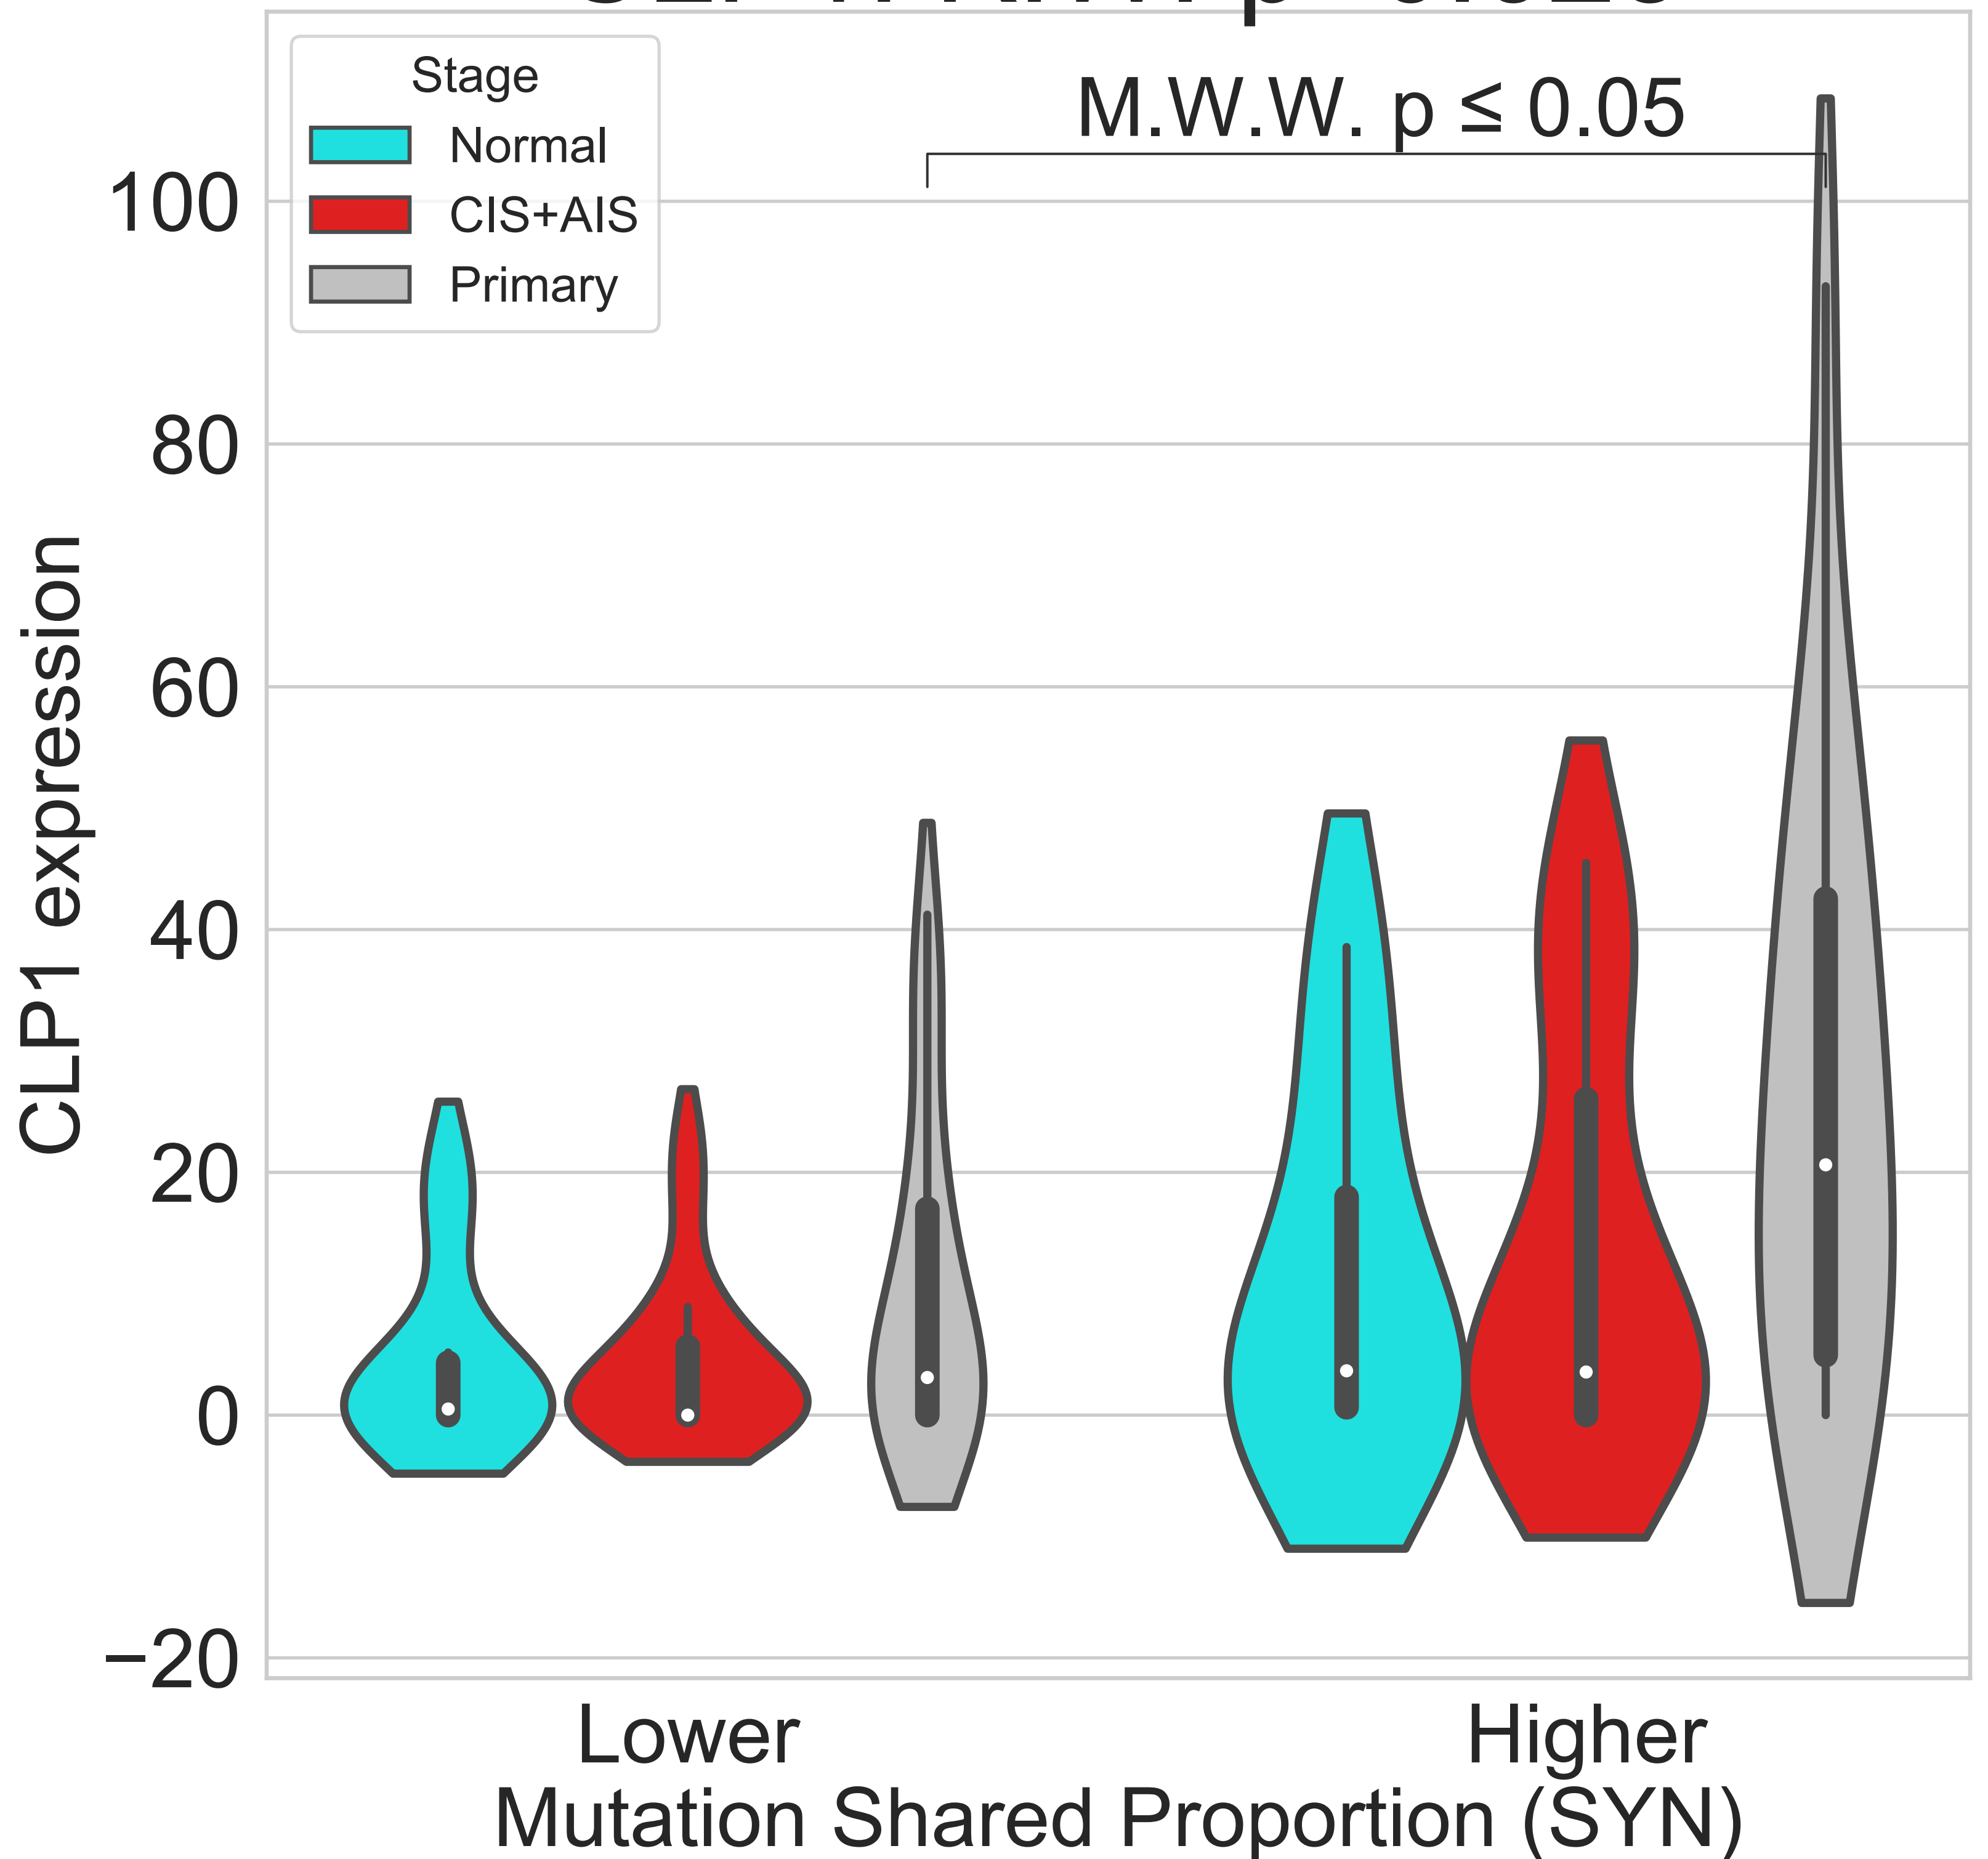 M.W.W. p ≤ 0.05
Stage
Normal
CIS+AIS
Primary
100
80
60
40
20
0
−20
CLP1 expression
Lower
Higher
Mutation Shared Proportion (SYN)